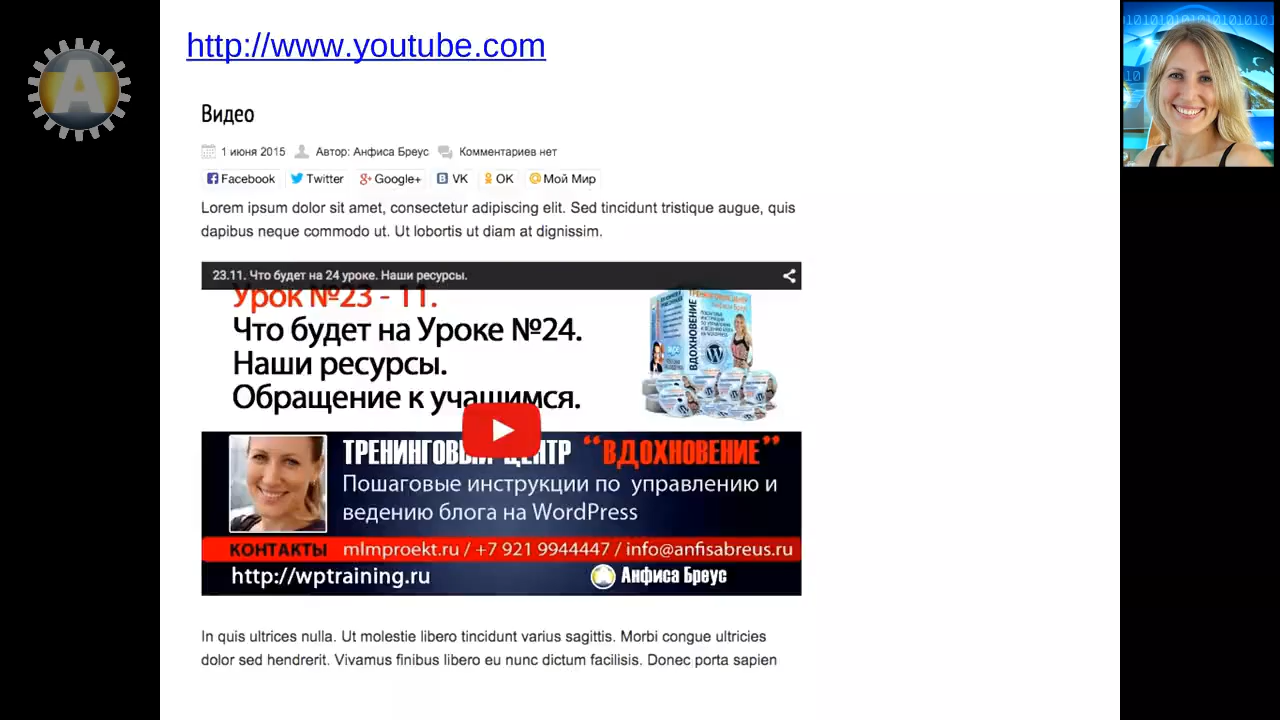 http://www.youtube.com
Видео
1 июня 2015 Автор: Анфиса Бреус Комментариев нет
Facebook Twitter Google+ VK OK Мой Мир
Lorem ipsum dolor sit amet, consectetur adipiscing elit. Sed tincidunt tristique augue, quis
dapibus neque commodo ut. Ut lobortis ut diam at dignissim.
23.11. Что будет на 24 уроке. Наши ресурсы.
Урок №23 - 11.
Что будет на Уроке №24.
Наши ресурсы.
Обращение к учащимся.
ВДОХНОВЕНИЕ
ТРЕНИНГОВЫЙ ЦЕНТР “ВДОХНОВЕНИЕ”
Пошаговые инструкции по управлению и
ведению блога на WordPress
КОНТАКТЫ mlmproekt.ru / +7 921 9944447 / info@anfisabreus.ru
http://wptraining.ru Анфиса Бреус
In quis ultrices nulla. Ut molestie libero tincidunt varius sagittis. Morbi congue ultricies
dolor sed hendrerit. Vivamus finibus libero eu nunc dictum facilisis. Donec porta sapien